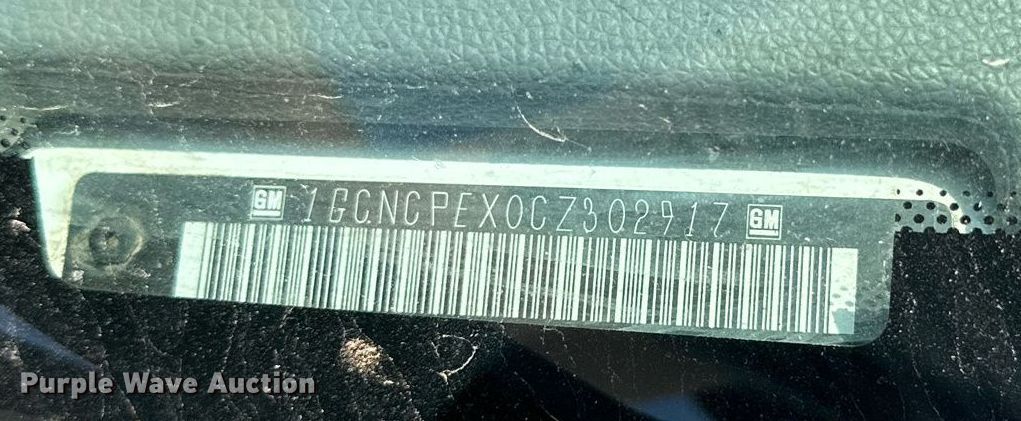 GM 1GCNCPEX0CZ302917 GM
Purple Wave Auction